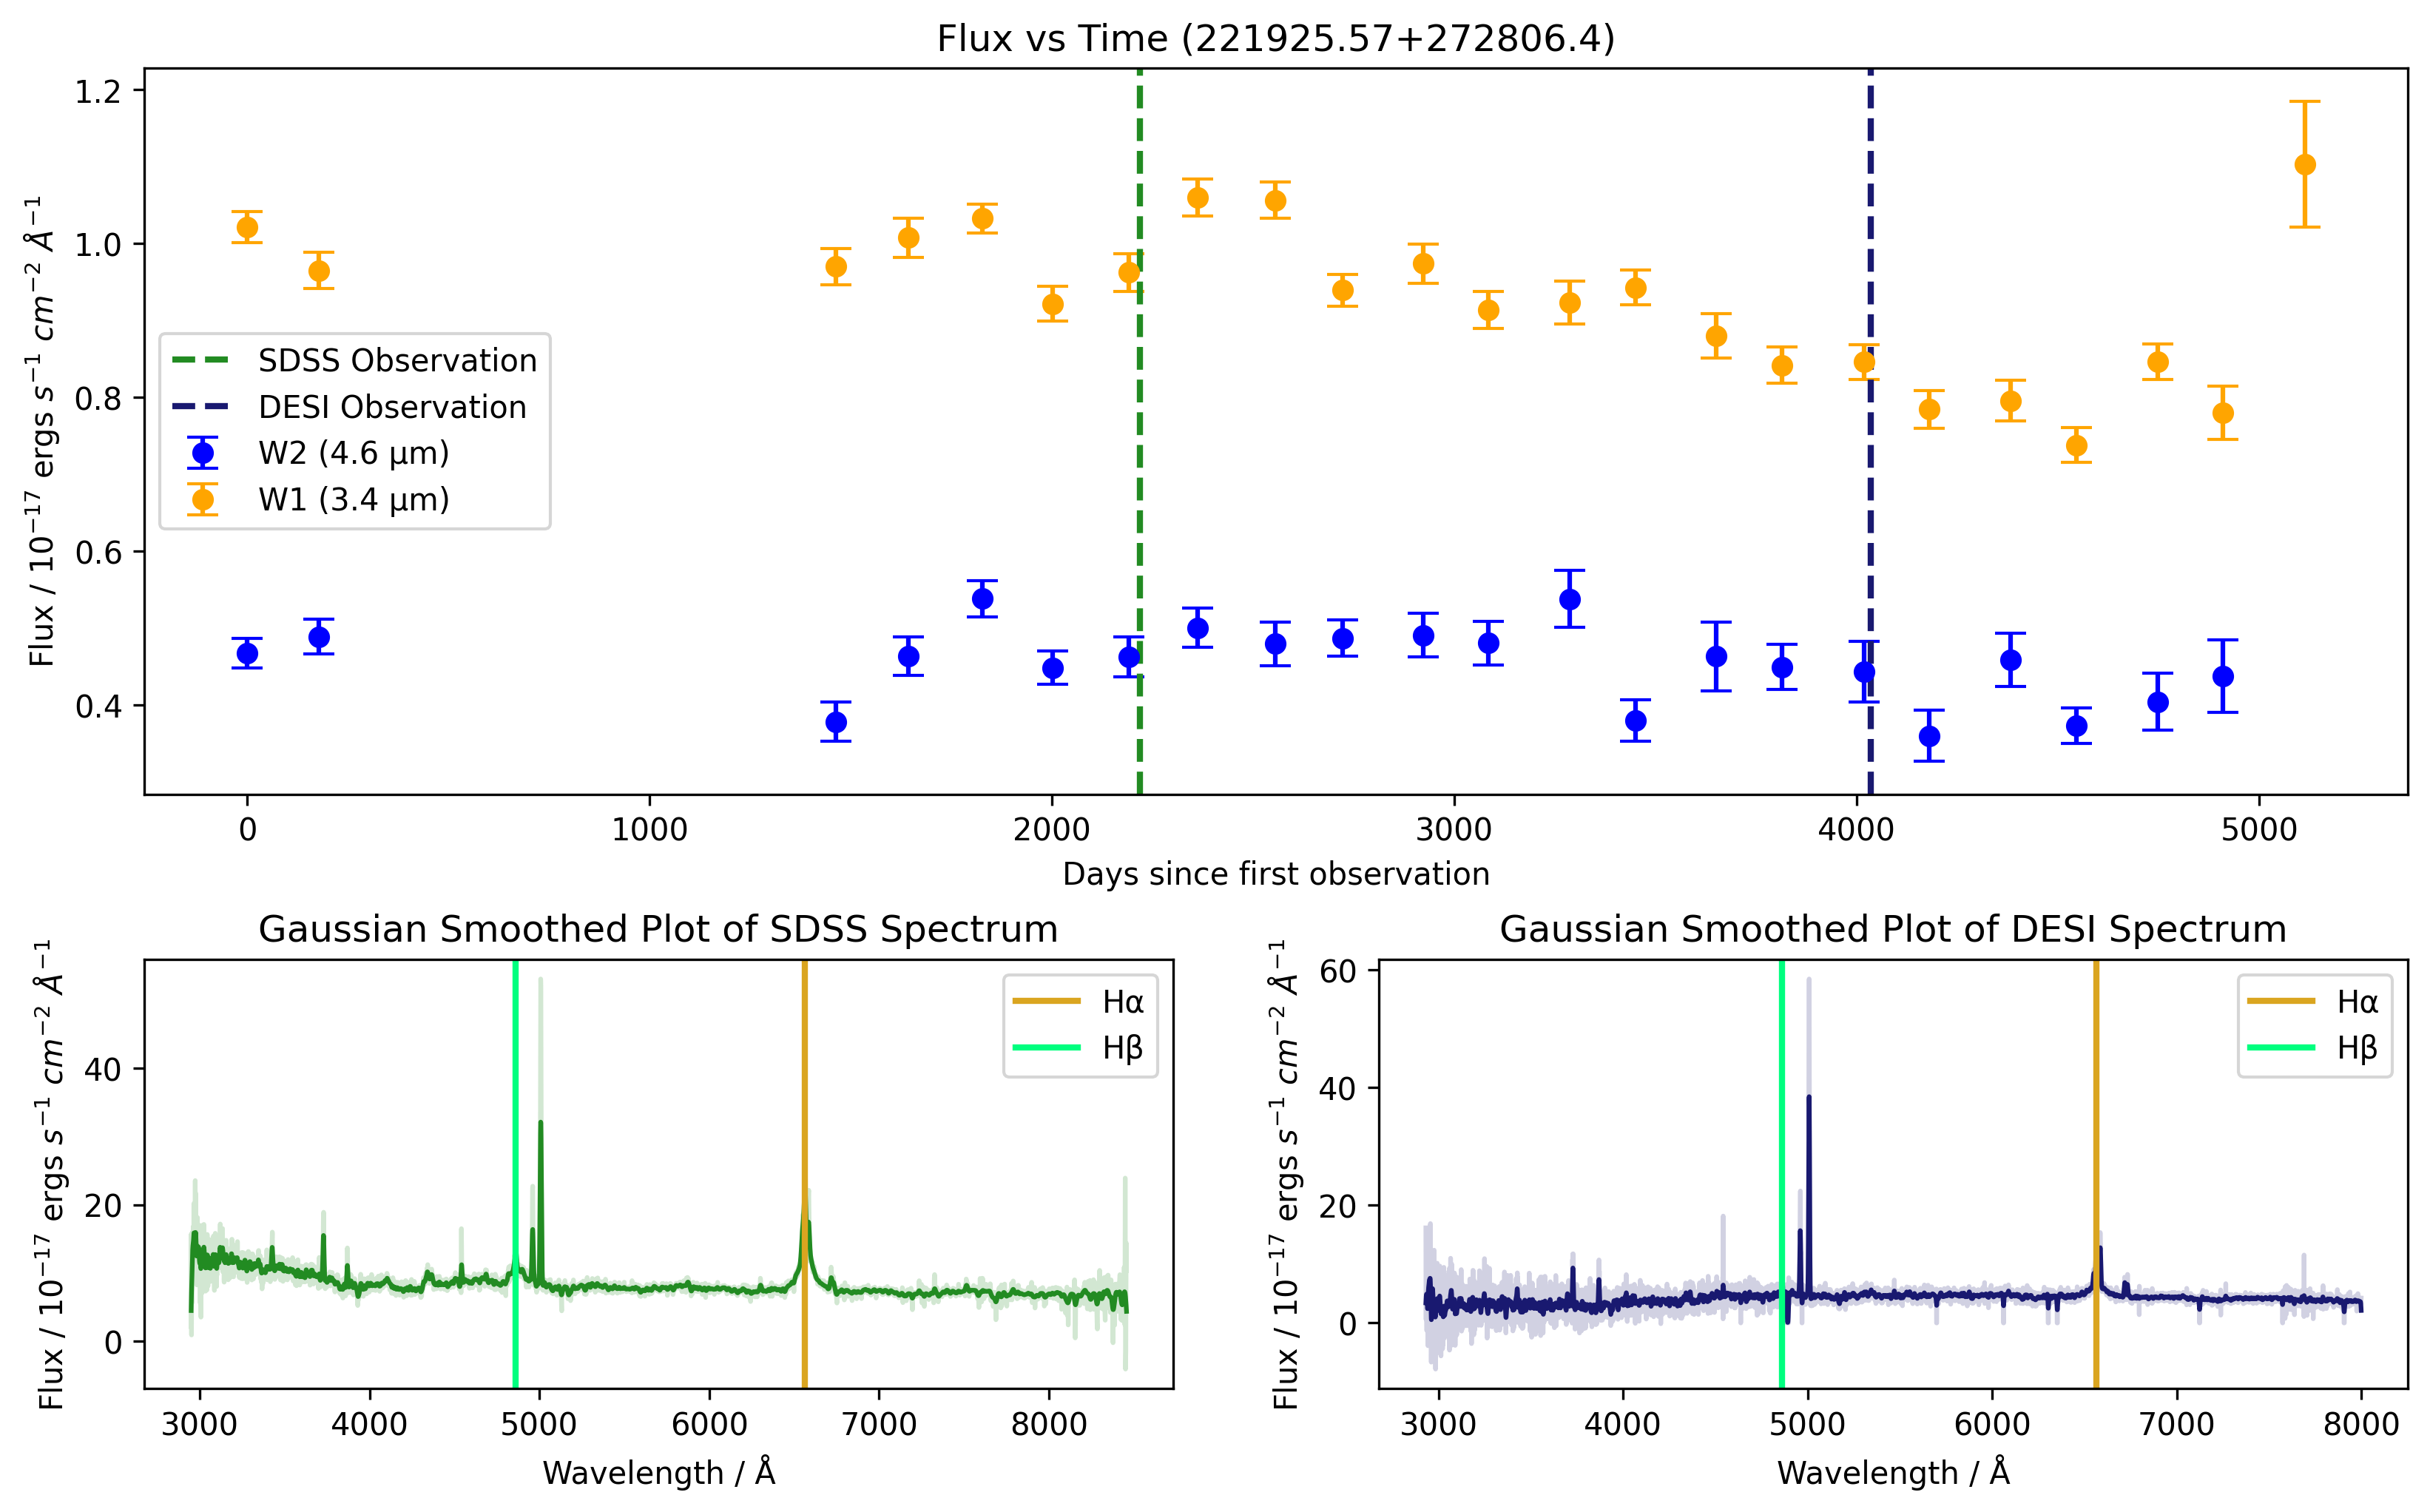 Flux vs Time (221925.57+272806.4)
Flux / 10⁻¹⁷ ergs s⁻¹ cm⁻² Å⁻¹
1.2
1.0
0.8
0.6
0.4
SDSS Observation
DESI Observation
W2 (4.6 μm)
W1 (3.4 μm)
0 1000 2000 3000 4000 5000
Days since first observation
Gaussian Smoothed Plot of SDSS Spectrum
Flux / 10⁻¹⁷ ergs s⁻¹ cm⁻² Å⁻¹
40
20
0
Hα
Hβ
3000 4000 5000 6000 7000 8000
Wavelength / Å
Gaussian Smoothed Plot of DESI Spectrum
Flux / 10⁻¹⁷ ergs s⁻¹ cm⁻² Å⁻¹
60
40
20
0
Hα
Hβ
3000 4000 5000 6000 7000 8000
Wavelength / Å